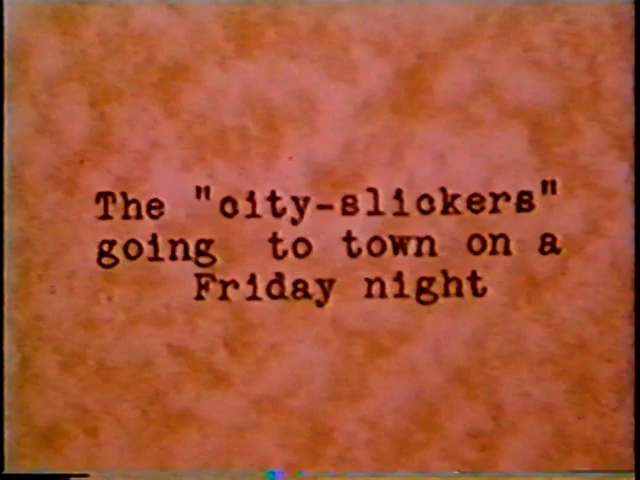 The "city-slickers"
going  to town on a
Friday night